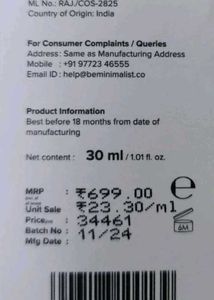 ML No.: RAJ/COS-2825
Country of Origin: India
For Consumer Complaints / Queries
Address : Same as Manufacturing Address
Mobile : +91 97723 46555
Email ID : help@beminimalist.co
Product Information
Best before 18 months from date of
manufacturing
Net content : 30 ml / 1.01 fl. oz.
MRP ₹699.00
Unit Sale ₹23.30/ml
Price 34461
Batch No : 11/24
Mfg Date :
e
6M